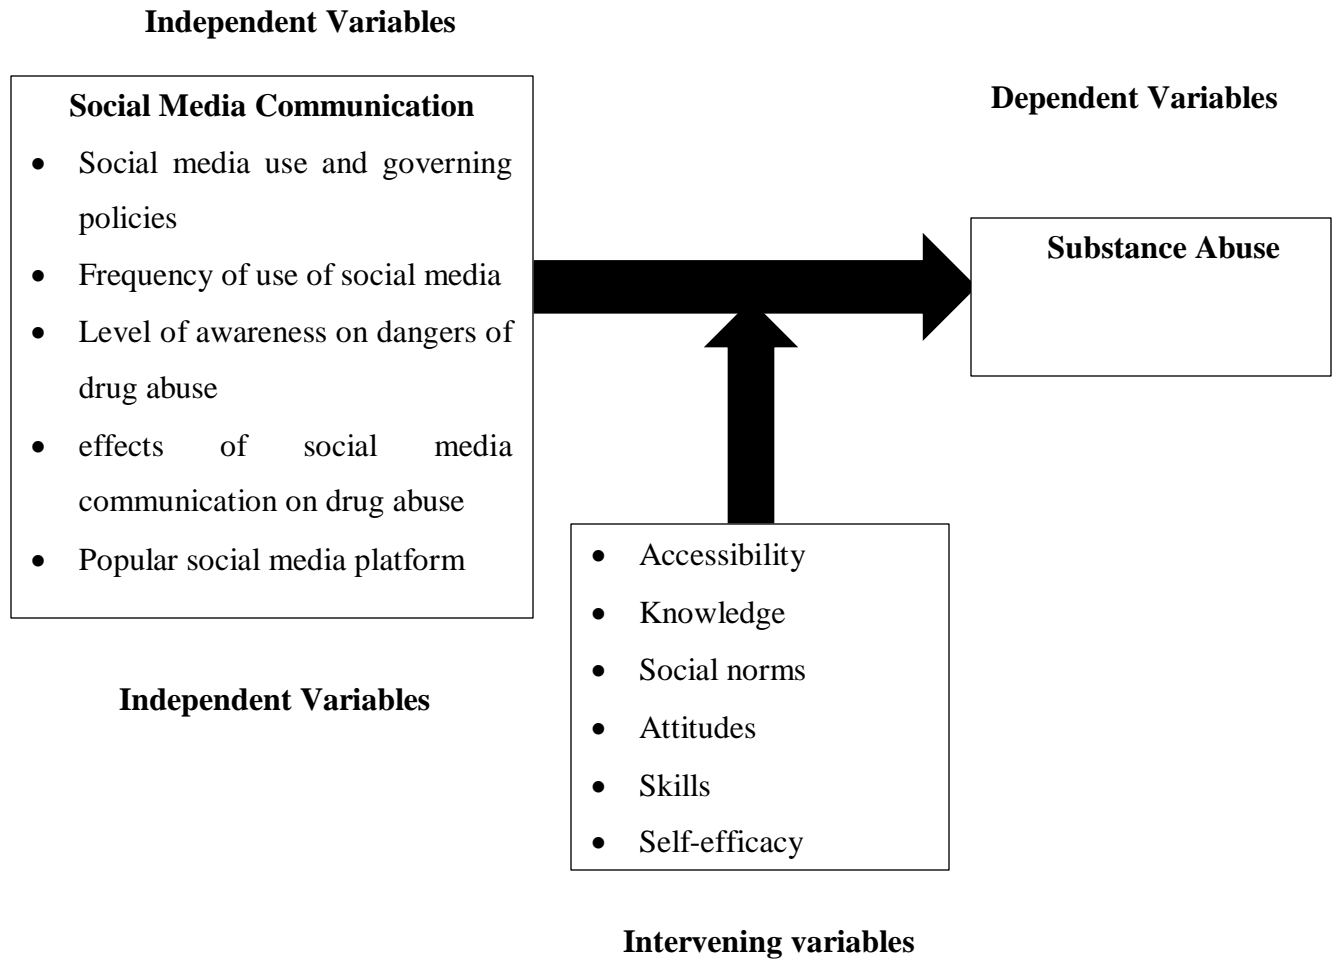 Independent Variables
Social Media Communication
• Social media use and governing
policies
• Frequency of use of social media
• Level of awareness on dangers of
drug abuse
• effects of social media
communication on drug abuse
• Popular social media platform
Independent Variables
Dependent Variables
Substance Abuse
• Accessibility
• Knowledge
• Social norms
• Attitudes
• Skills
• Self-efficacy
Intervening variables